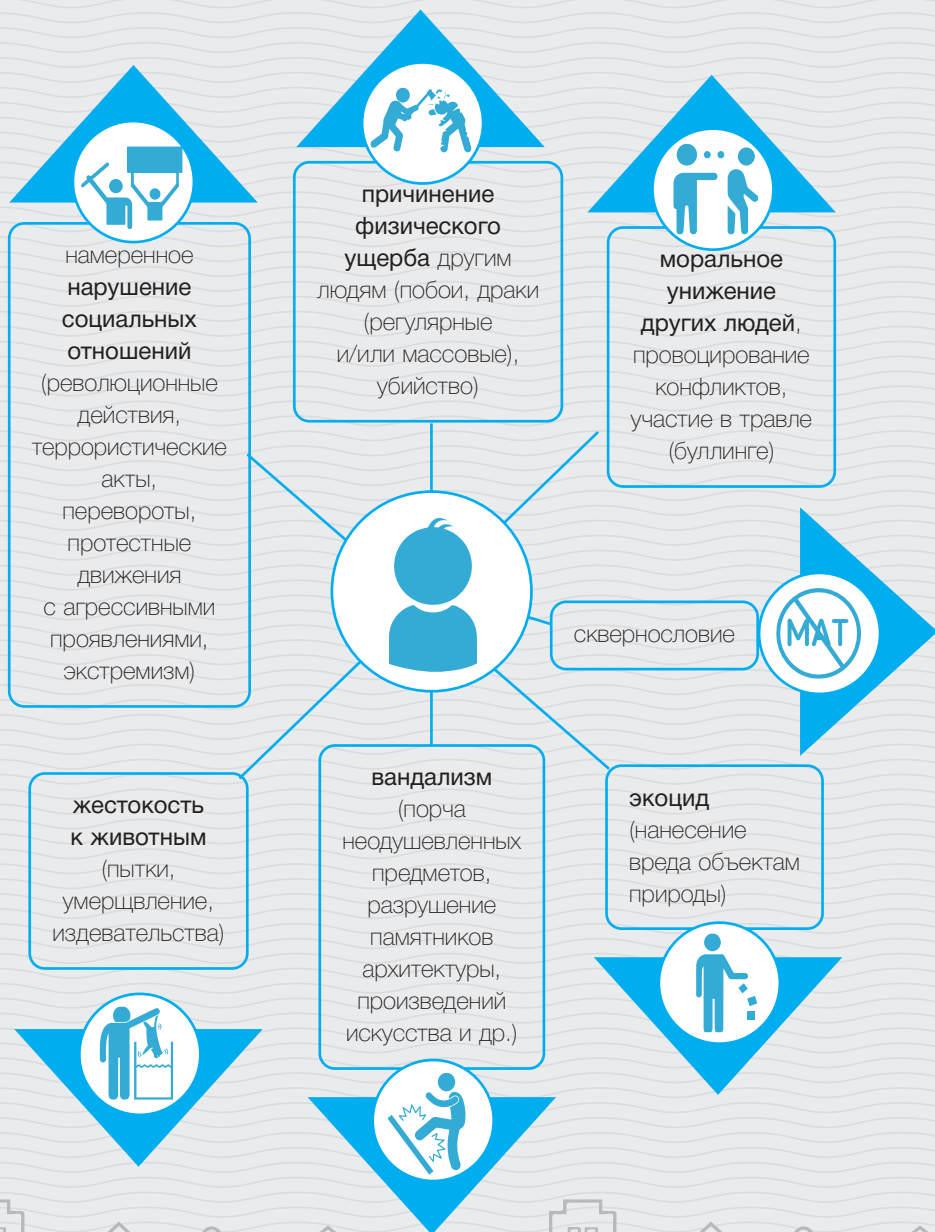 намеренное
нарушение
социальных
отношений
(революционные
действия,
террористические
акты,
перевороты,
протестные
движения
с агрессивными
проявлениями,
экстремизм)
причинение
физического
ущерба другим
людям (побои, драки
(регулярные
и/или массовые),
убийство)
моральное
унижение
других людей,
провоцирование
конфликтов,
участие в травле
(буллинге)
сквернословие
МАТ
жестокость
к животным
(пытки,
умерщвление,
издевательства)
вандализм
(порча
неодушевленных
предметов,
разрушение
памятников
архитектуры,
произведений
искусства и др.)
экоцид
(нанесение
вреда объектам
природы)